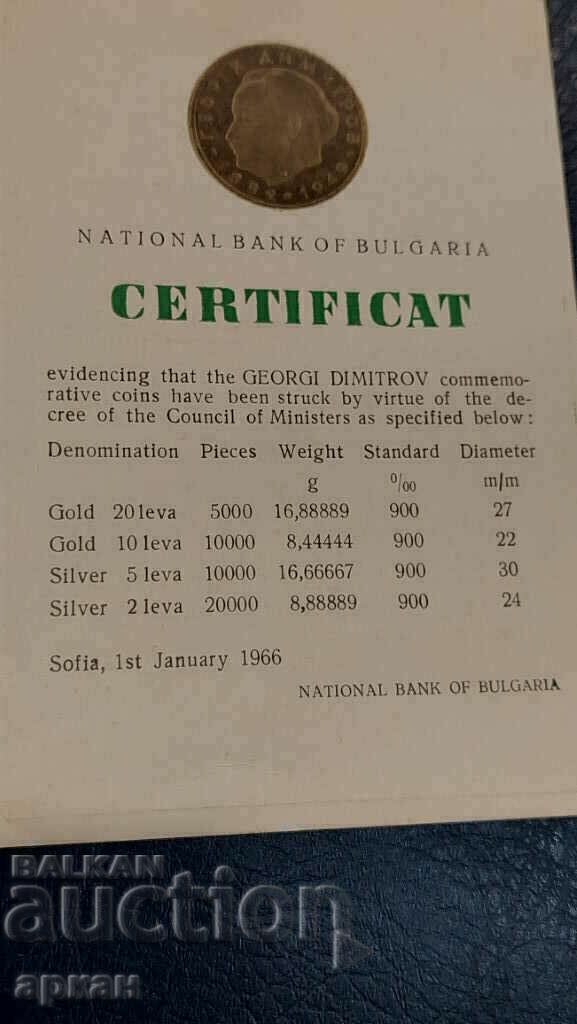 ГЕОРГИ ДИМИТРОВ
1882 · 1949
NATIONAL BANK OF BULGARIA
CERTIFICAT
evidencing that the GEORGI DIMITROV commemo-
rative coins have been struck by virtue of the de-
cree of the Council of Ministers as specified below:
Denomination Pieces Weight Standard Diameter
g 0/00 m/m
Gold 20 leva 5000 16,88889 900 27
Gold 10 leva 10000 8,44444 900 22
Silver 5 leva 10000 16,66667 900 30
Silver 2 leva 20000 8,88889 900 24
Sofia, 1st January 1966
NATIONAL BANK OF BULGARIA
BALKAN
auction
аркан